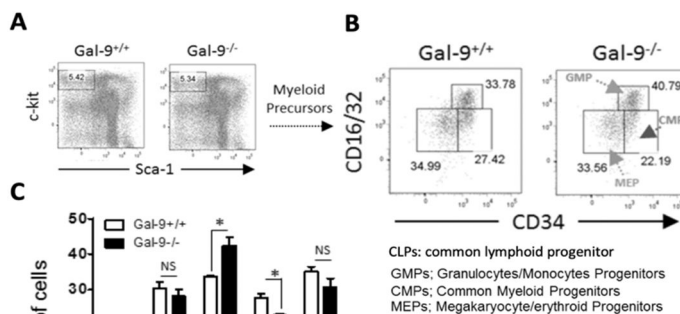 A
Gal-9+/+
Gal-9-/-
5.42
5.34
c-kit
Sca-1
Myeloid
Precursors
B
Gal-9+/+
Gal-9-/-
33.78
34.99
27.42
GMP
40.79
CMP
33.56
22.19
MEP
CD16/32
CD34
CLPs: common lymphoid progenitor
GMPs; Granulocytes/Monocytes Progenitors
CMPs; Common Myeloid Progenitors
MEPs; Megakaryocyte/erythroid Progenitors
C
Gal-9+/+
Gal-9-/-
50
40
30
of cells
NS
*
*
NS